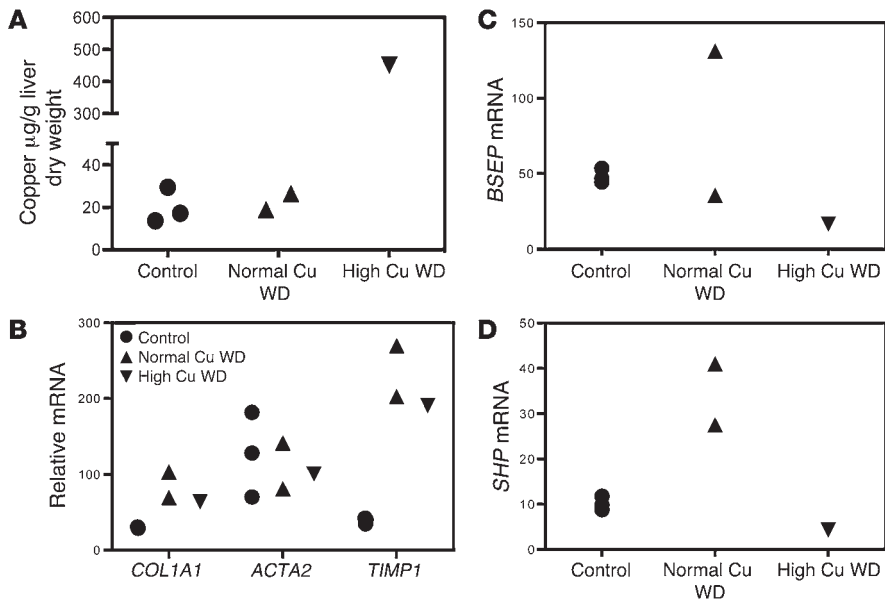 A
Copper µg/g liver
dry weight
600
500
400
300
40
20
0
Control
Normal Cu
WD
High Cu WD
B
Relative mRNA
300
200
100
0
Control
Normal Cu WD
High Cu WD
COL1A1
ACTA2
TIMP1
C
BSEP mRNA
150
100
50
0
Control
Normal Cu
WD
High Cu WD
D
SHP mRNA
50
40
30
20
10
0
Control
Normal Cu
WD
High Cu WD